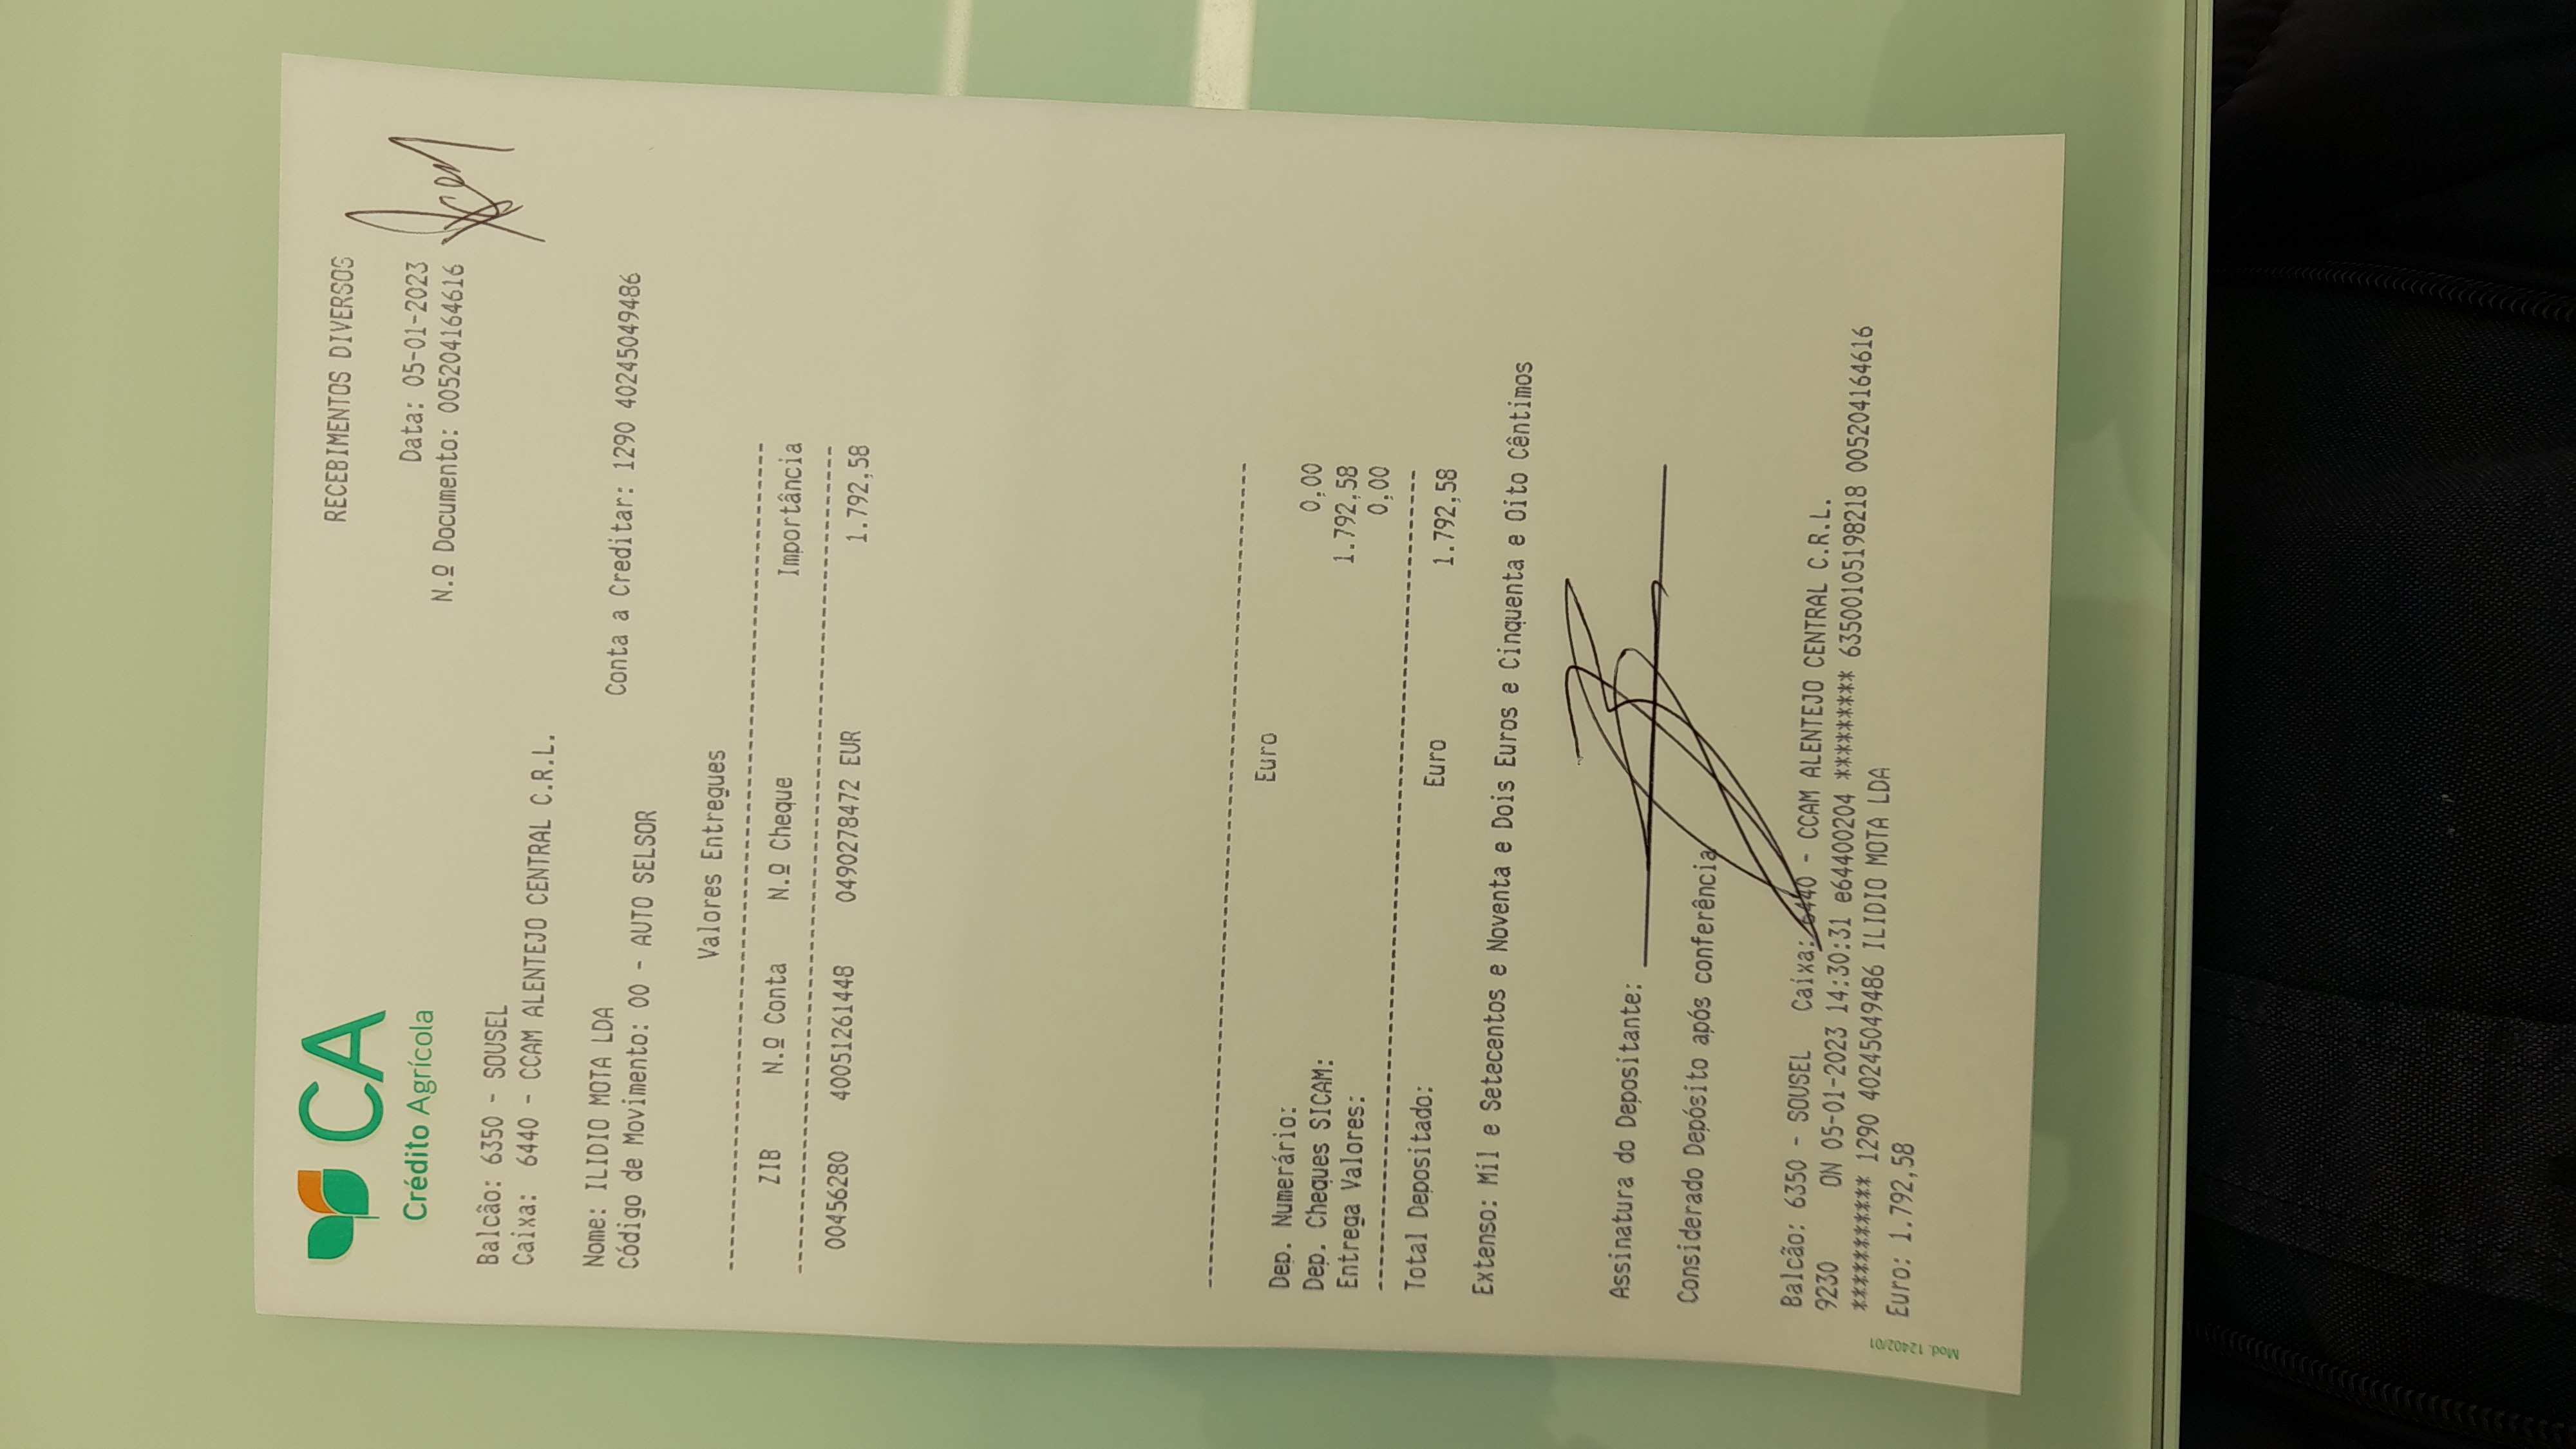 CA
Crédito Agrícola
RECEBIMENTOS DIVERSOS
Data: 05-01-2023
N.º Documento: 00520416461​6
Balcão: 6350 - SOUSEL
Caixa: 6440 - CCAM ALENTEJO CENTRAL C.R.L.
Nome: ILIDIO MOTA LDA
Conta a Creditar: 1290 40245049486
Código de Movimento: 00 - AUTO SELSOR
Valores Entregues
ZIB N.º Conta N.º Cheque Importância
00456280 40051261448 0490278472 EUR 1.792,58
Euro
Dep. Numerário: 0,00
Dep. Cheques SICAM: 1.792,58
Entrega Valores: 0,00
Total Depositado: Euro 1.792,58
Extenso: Mil e Setecentos e Noventa e Dois Euros e Cinquenta e Oito Cêntimos
Assinatura do Depositante:
Considerado Depósito após conferência
Balcão: 6350 - SOUSEL Caixa: 6440 - CCAM ALENTEJO CENTRAL C.R.L.
9230 ON 05-01-2023 14:30:31 e64400204 ******** 6350010519821​8 005204164616
*********** 1290 40245049486 ILIDIO MOTA LDA
Euro: 1.792,58
Mod. 12402/01